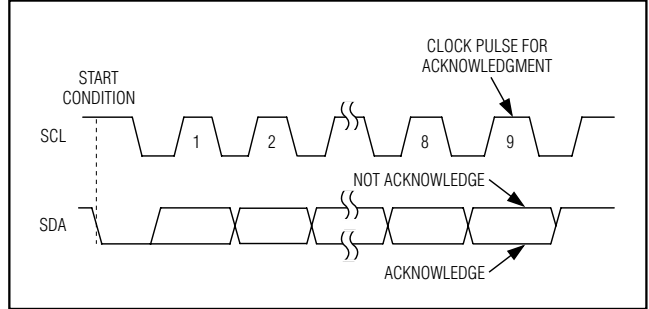 CLOCK PULSE FOR
ACKNOWLEDGMENT
START
CONDITION
SCL
1
2
8
9
NOT ACKNOWLEDGE
SDA
ACKNOWLEDGE